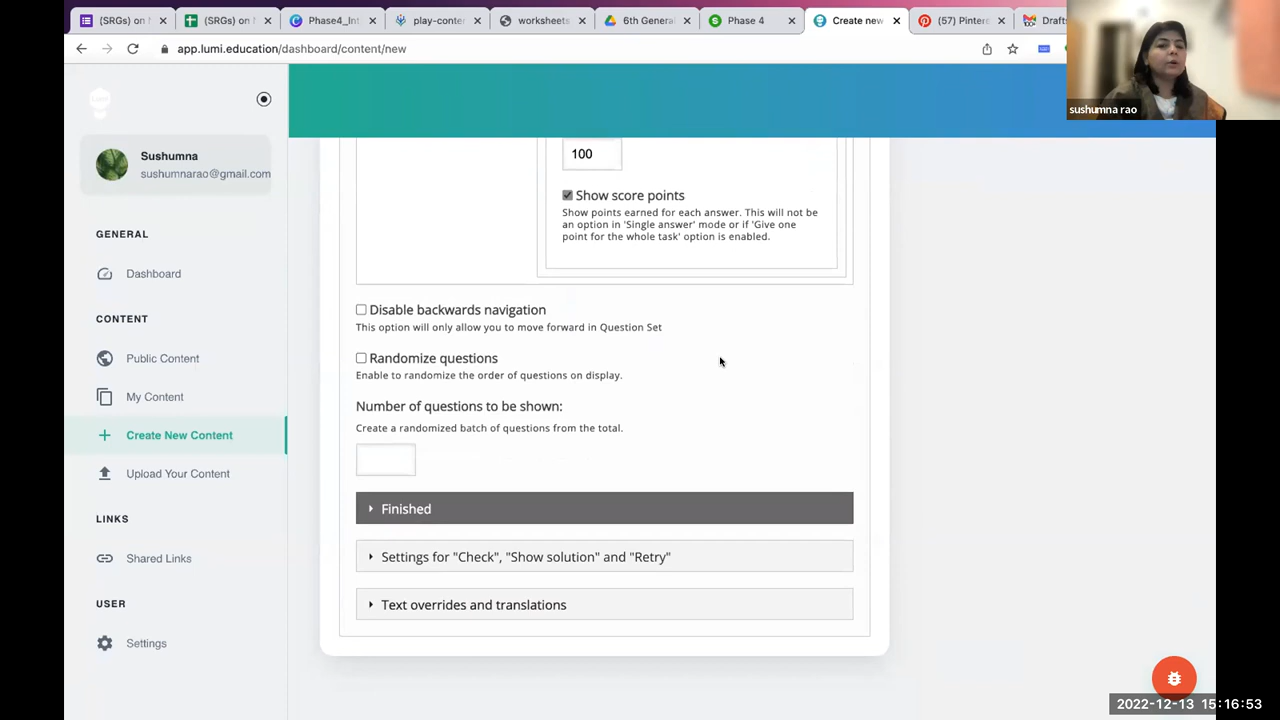 (SRGs) on M
(SRGs) on M
Phase4_Int
play-conter
worksheets
6th General
Phase 4
Create new
(57) Pintere
Drafts
app.lumi.education/dashboard/content/new
sushumna rao
Sushumna
sushumnarao@gmail.com
GENERAL
Dashboard
CONTENT
Public Content
My Content
Create New Content
Upload Your Content
LINKS
Shared Links
USER
Settings
100
Show score points
Show points earned for each answer. This will not be
an option in 'Single answer' mode or if 'Give one
point for the whole task' option is enabled.
Disable backwards navigation
This option will only allow you to move forward in Question Set
Randomize questions
Enable to randomize the order of questions on display.
Number of questions to be shown:
Create a randomized batch of questions from the total.
Finished
Settings for "Check", "Show solution" and "Retry"
Text overrides and translations
2022-12-13 15:16:53